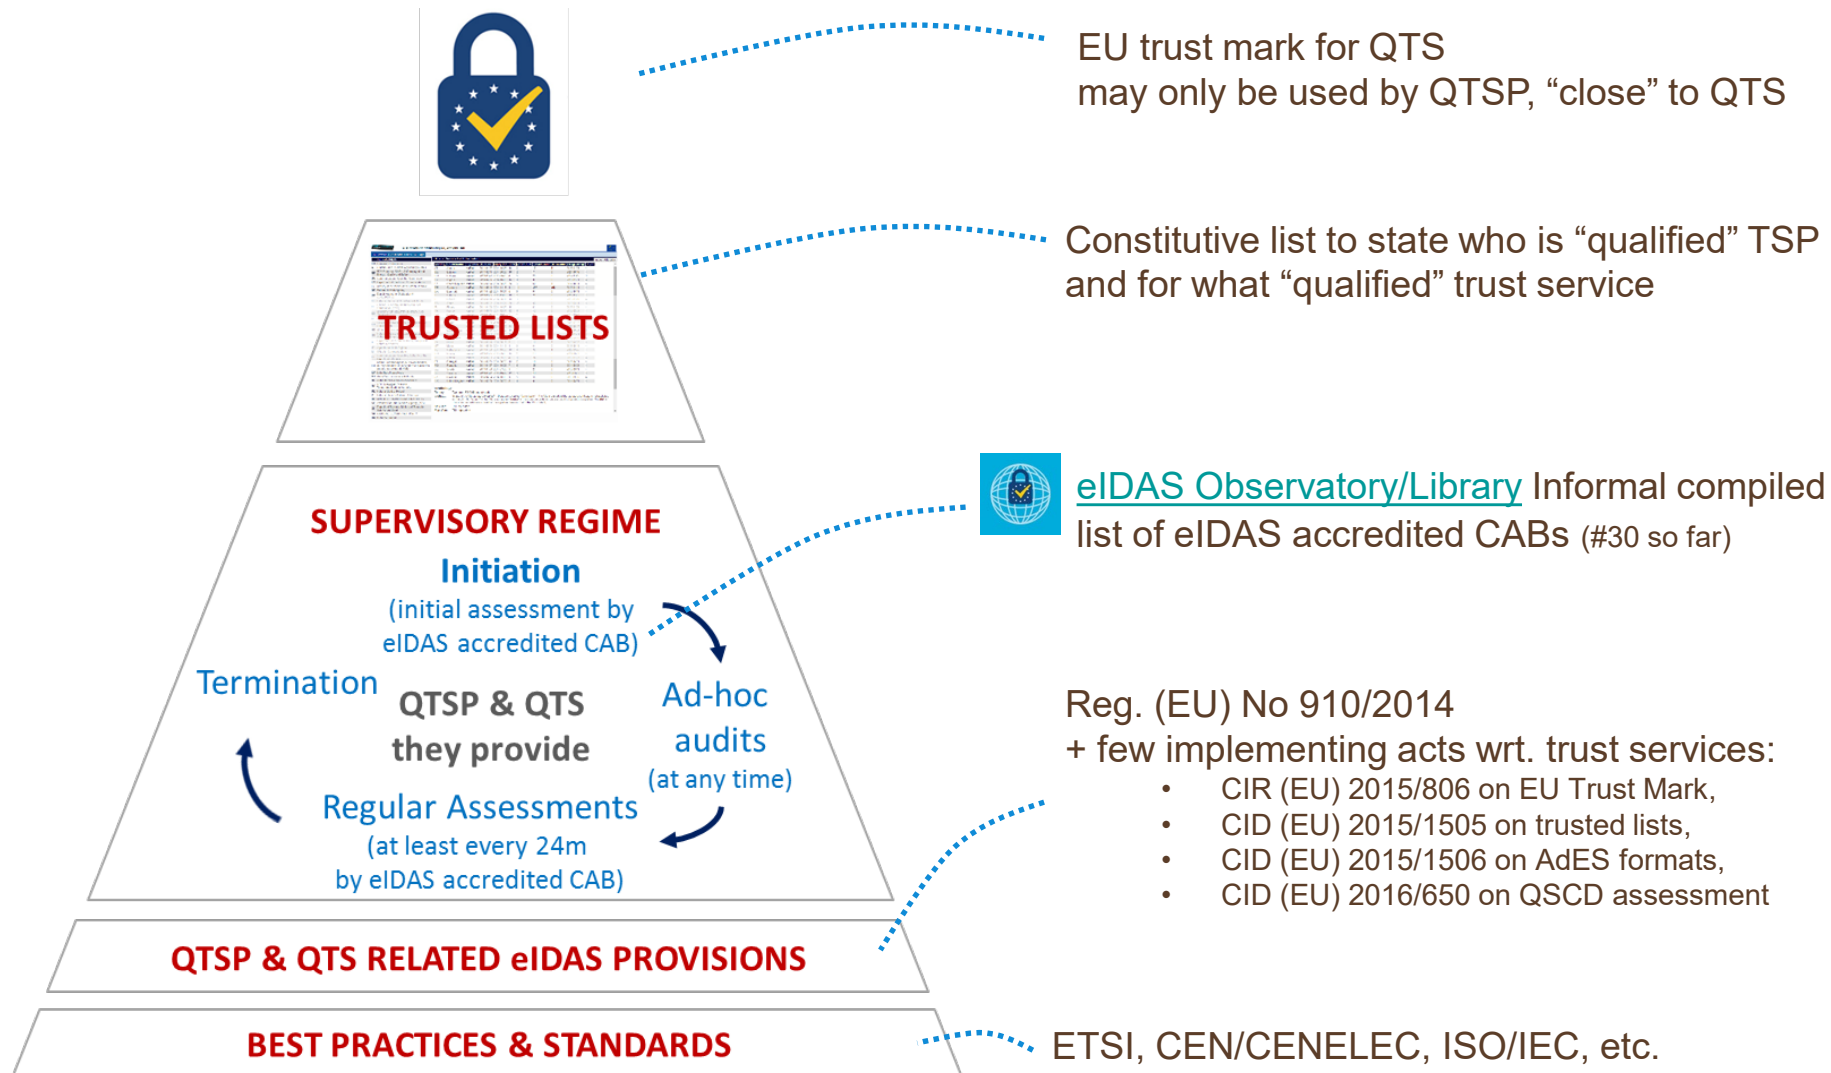 EU trust mark for QTS
may only be used by QTSP, “close” to QTS
TRUSTED LISTS
Constitutive list to state who is “qualified” TSP
and for what “qualified” trust service
eIDAS Observatory/Library Informal compiled
list of eIDAS accredited CABs (#30 so far)
SUPERVISORY REGIME
Initiation
(initial assessment by
eIDAS accredited CAB)
Termination
QTSP & QTS
they provide
Ad-hoc
audits
(at any time)
Regular Assessments
(at least every 24m
by eIDAS accredited CAB)
Reg. (EU) No 910/2014
+ few implementing acts wrt. trust services:
• CIR (EU) 2015/806 on EU Trust Mark,
• CID (EU) 2015/1505 on trusted lists,
• CID (EU) 2015/1506 on AdES formats,
• CID (EU) 2016/650 on QSCD assessment
QTSP & QTS RELATED eIDAS PROVISIONS
BEST PRACTICES & STANDARDS
ETSI, CEN/CENELEC, ISO/IEC, etc.